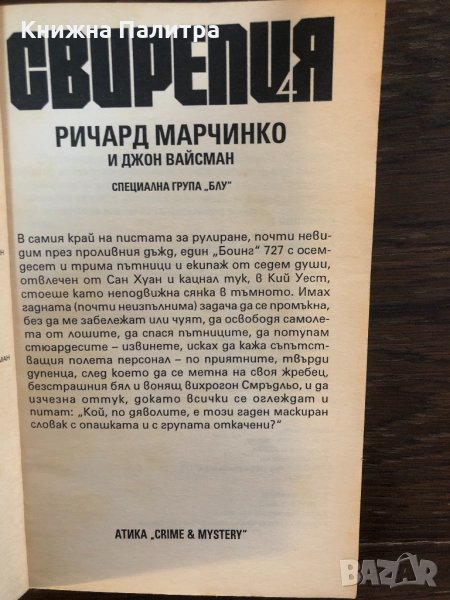 Книжна Палитра
СВИРЕПИЯ
4
РИЧАРД МАРЧИНКО
И ДЖОН ВАЙСМАН
СПЕЦИАЛНА ГРУПА „БЛУ"
В самия край на пистата за рулиране, почти неви-
дим през проливния дъжд, един „Боинг" 727 с осем-
десет и трима пътници и екипаж от седем души,
отвлечен от Сан Хуан и кацнал тук, в Кий Уест,
стоеше като неподвижна сянка в тъмното. Имах
гадната (почти неизпълнима) задача да се промъкна,
без да ме забележат или чуят, да освободя самоле-
та от лошите, да спася пътниците, да потупам
стюардесите – извинете, исках да кажа съпътст-
ващия полета персонал – по приятните, твърди
дупенца, след което да се метна на своя жребец,
безстрашния бял и вонящ вихрогон Смръдльо, и да
изчезна оттук, докато всички се оглеждат и
питат: „Кой, по дяволите, е този гаден маскиран
словак с опашката и с групата откачени?"
АТИКА „CRIME & MYSTERY"
bazar.bg